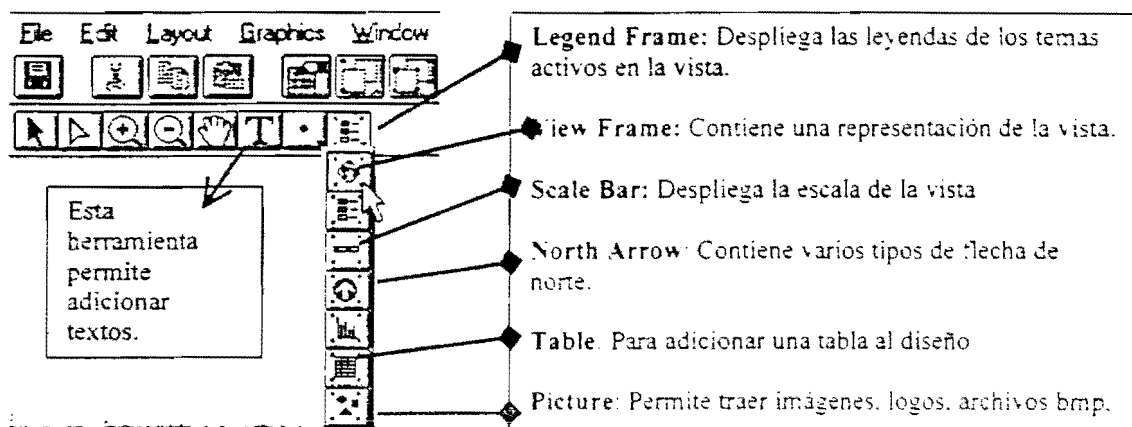 File Edit Layout Graphics Window
T
Legend Frame: Despliega las leyendas de los temas
activos en la vista.
View Frame: Contiene una representación de la vista.
Scale Bar: Despliega la escala de la vista
North Arrow: Contiene varios tipos de flecha de
norte.
Table: Para adicionar una tabla al diseño
Picture: Permite traer imágenes, logos, archivos bmp,
Esta
herramienta
permite
adicionar
textos.